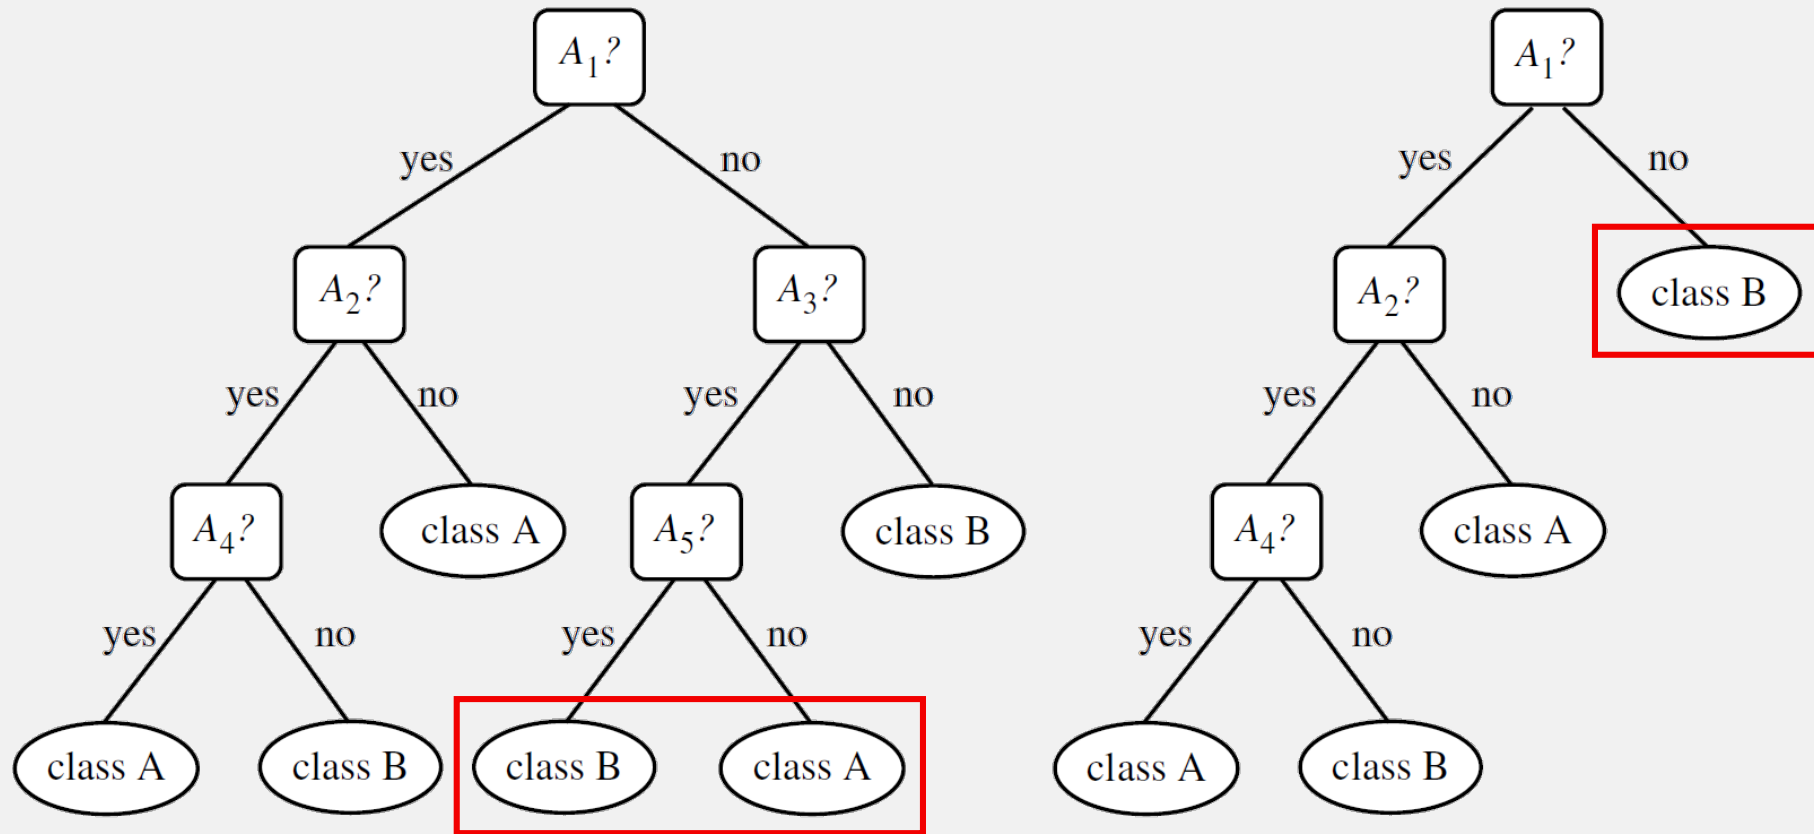 A1? A1?
yes no yes no
A2? A3? A2? class B
yes no yes no yes no
A4? class A A5? class B A4? class A
yes no yes no yes no
class A class B class B class A class A class B